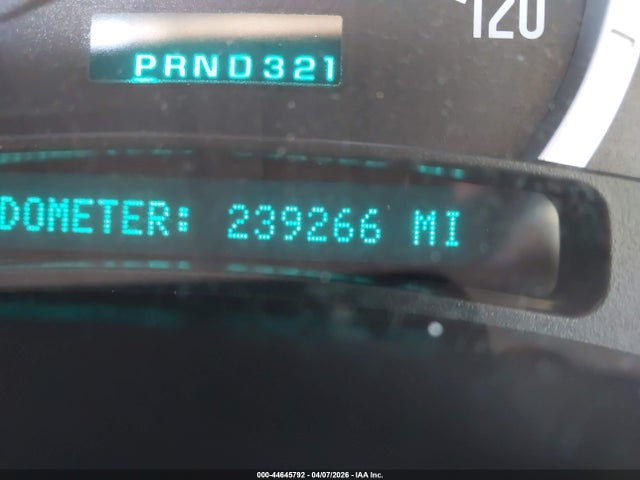 120
PRND321
DOMETER: 239266 MI
000-44645792 - 04/07/2026 - IAA Inc.